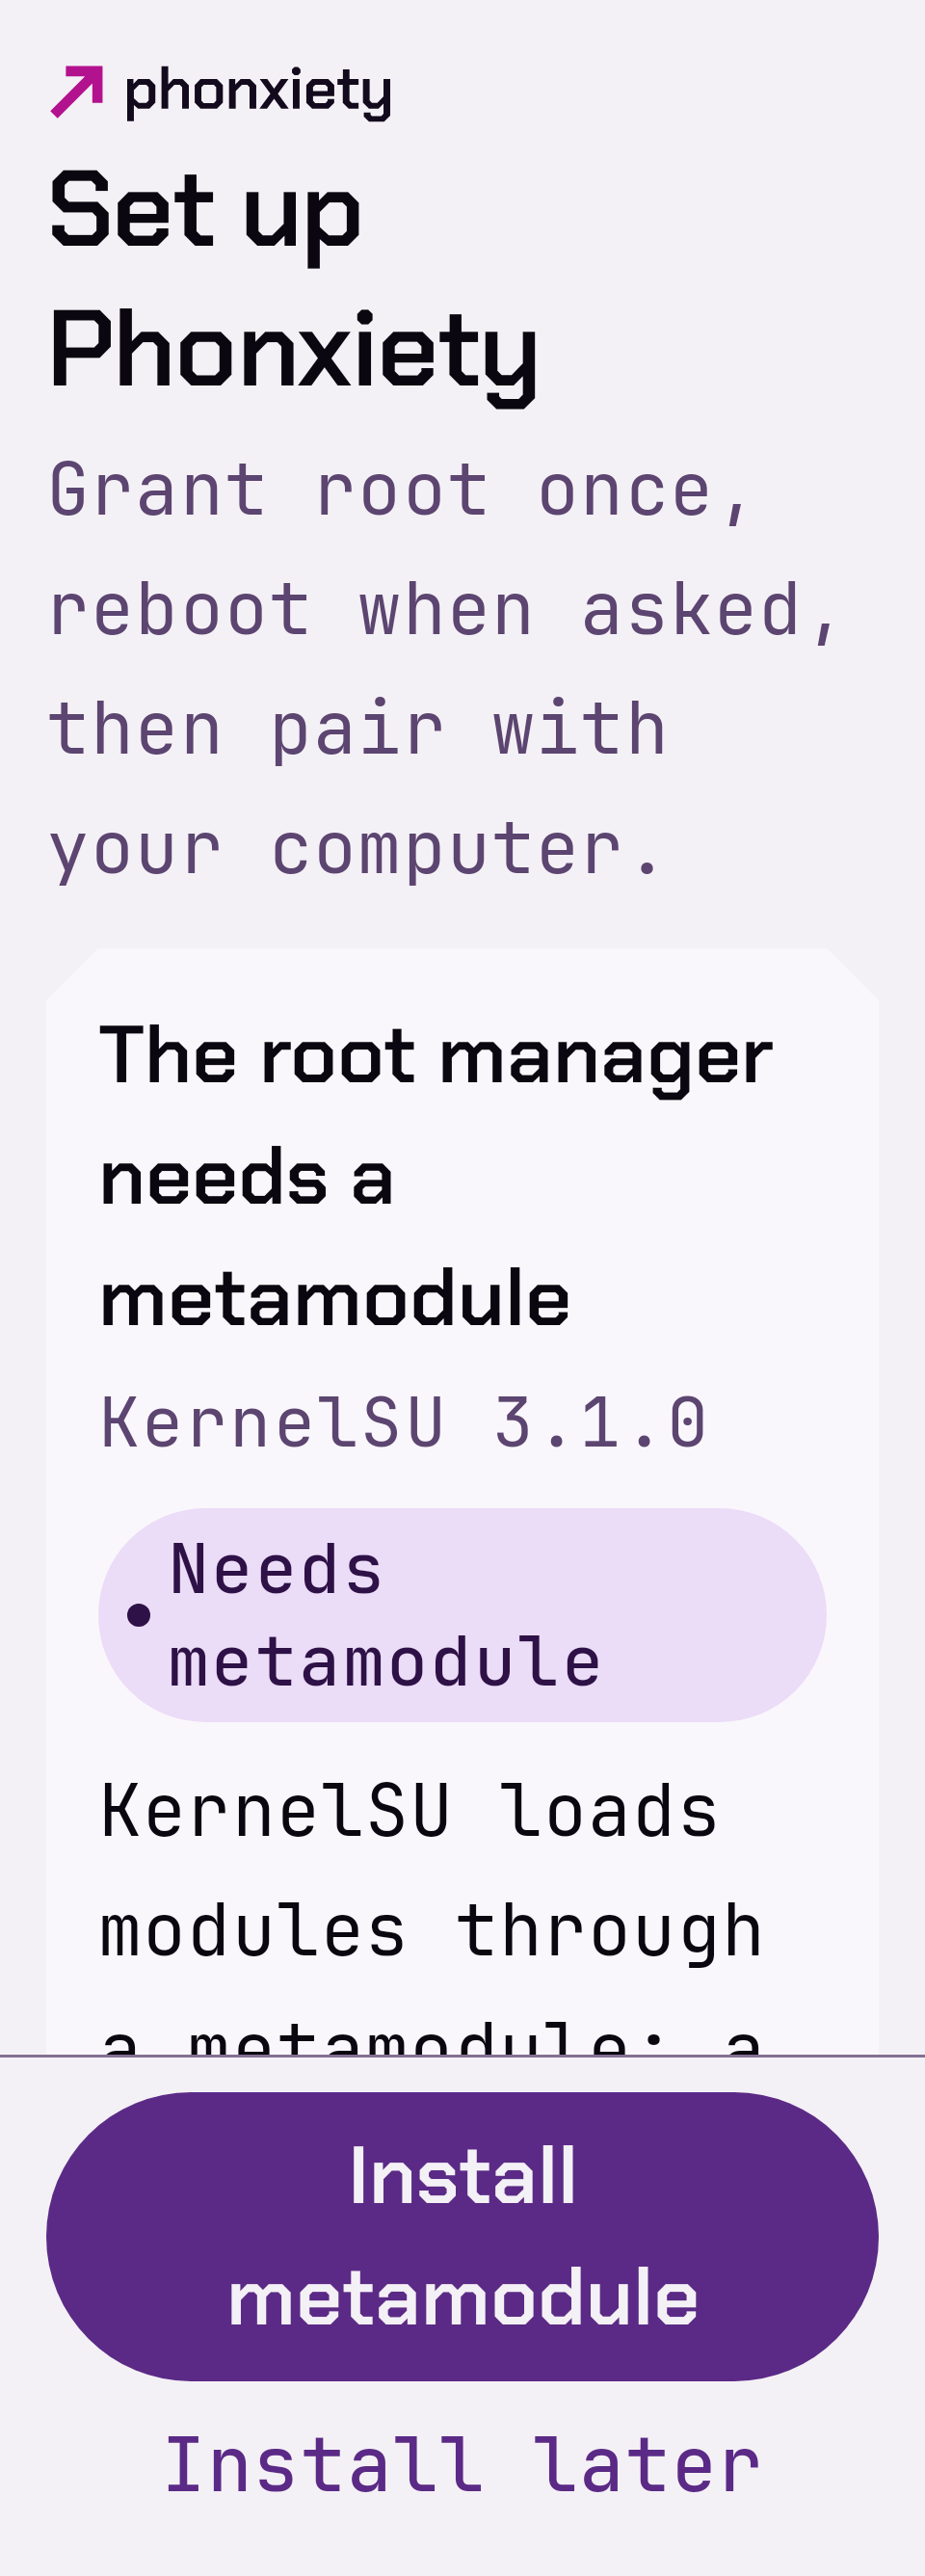 phonxiety
Set up
Phonxiety
Grant root once,
reboot when asked,
then pair with
your computer.
The root manager
needs a
metamodule
KernelSU 3.1.0
Needs
metamodule
KernelSU loads
modules through
a metamodule: a
Install
metamodule
Install later